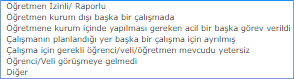 Öğretmen İzinli/ Raporlu
Öğretmen kurum dışı başka bir çalışmada
Öğretmene kurum içinde yapılması gereken acil bir başka görev verildi
Çalışmanın planlandığı yer başka bir çalışma için ayrılmış
Çalışma için gerekli öğrenci/veli/öğretmen mevcudu yetersiz
Öğrenci/Veli görüşmeye gelmedi
Diğer